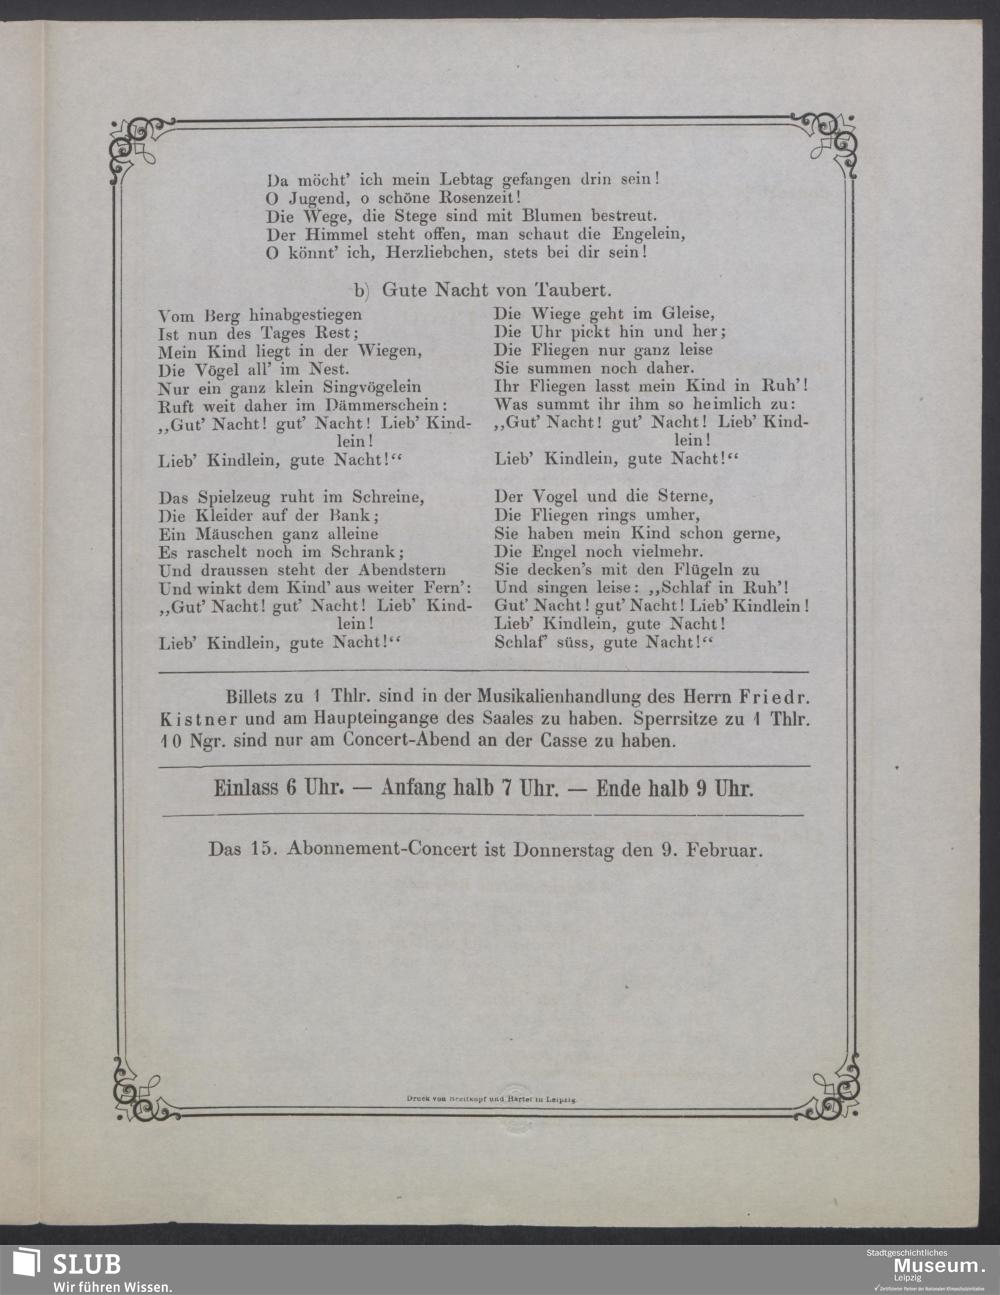 Da möcht' ich mein Lebtag gefangen drin sein!
O Jugend, o schöne Rosenzeit!
Die Wege, die Stege sind mit Blumen bestreut.
Der Himmel steht offen, man schaut die Engelein,
O könnt' ich, Herzliebchen, stets bei dir sein!
b) Gute Nacht von Taubert.
Vom Berg hinabgestiegen
Ist nun des Tages Rest;
Mein Kind liegt in der Wiegen,
Die Vögel all' im Nest.
Nur ein ganz klein Singvögelein
Ruft weit daher im Dämmerschein:
„Gut' Nacht! gut' Nacht! Lieb' Kind-
lein!
Lieb' Kindlein, gute Nacht!“
Das Spielzeug ruht im Schreine,
Die Kleider auf der Bank;
Ein Mäuschen ganz alleine
Es raschelt noch im Schrank;
Und draussen steht der Abendstern
Und winkt dem Kind' aus weiter Fern':
„Gut' Nacht! gut' Nacht! Lieb' Kind-
lein!
Lieb' Kindlein, gute Nacht!“
Die Wiege geht im Gleise,
Die Uhr pickt hin und her;
Die Fliegen nur ganz leise
Sie summen noch daher.
Ihr Fliegen lasst mein Kind in Ruh'!
Was summt ihr ihm so heimlich zu:
„Gut' Nacht! gut' Nacht! Lieb' Kind-
lein!
Lieb' Kindlein, gute Nacht!“
Der Vogel und die Sterne,
Die Fliegen rings umher,
Sie haben mein Kind schon gerne,
Die Engel noch vielmehr.
Sie decken's mit den Flügeln zu
Und singen leise: „Schlaf in Ruh'!
Gut' Nacht! gut' Nacht! Lieb' Kindlein!
Lieb' Kindlein, gute Nacht!
Schlaf' süss, gute Nacht!“
Billets zu 1 Thlr. sind in der Musikalienhandlung des Herrn Friedr.
Kistner und am Haupteingange des Saales zu haben. Sperrsitze zu 1 Thlr.
10 Ngr. sind nur am Concert-Abend an der Casse zu haben.
Einlass 6 Uhr. — Anfang halb 7 Uhr. — Ende halb 9 Uhr.
Das 15. Abonnement-Concert ist Donnerstag den 9. Februar.
Druck von Breitkopf und Härtel in Leipzig.
SLUB
Wir führen Wissen.
Stadtgeschichtliches
Museum.
Leipzig
Zertifizierter Partner der Nationalen Klimaschutzinitiative